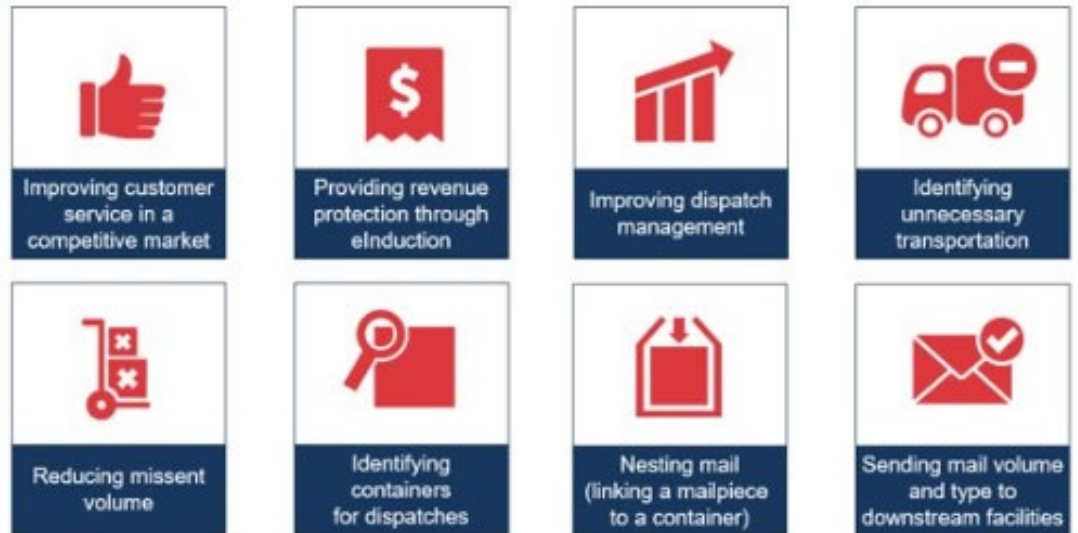 $
Improving customer
service in a
competitive market
Providing revenue
protection through
eInduction
Improving dispatch
management
Identifying
unnecessary
transportation
Reducing missent
volume
Identifying
containers
for dispatches
Nesting mail
(linking a mailpiece
to a container)
Sending mail volume
and type to
downstream facilities